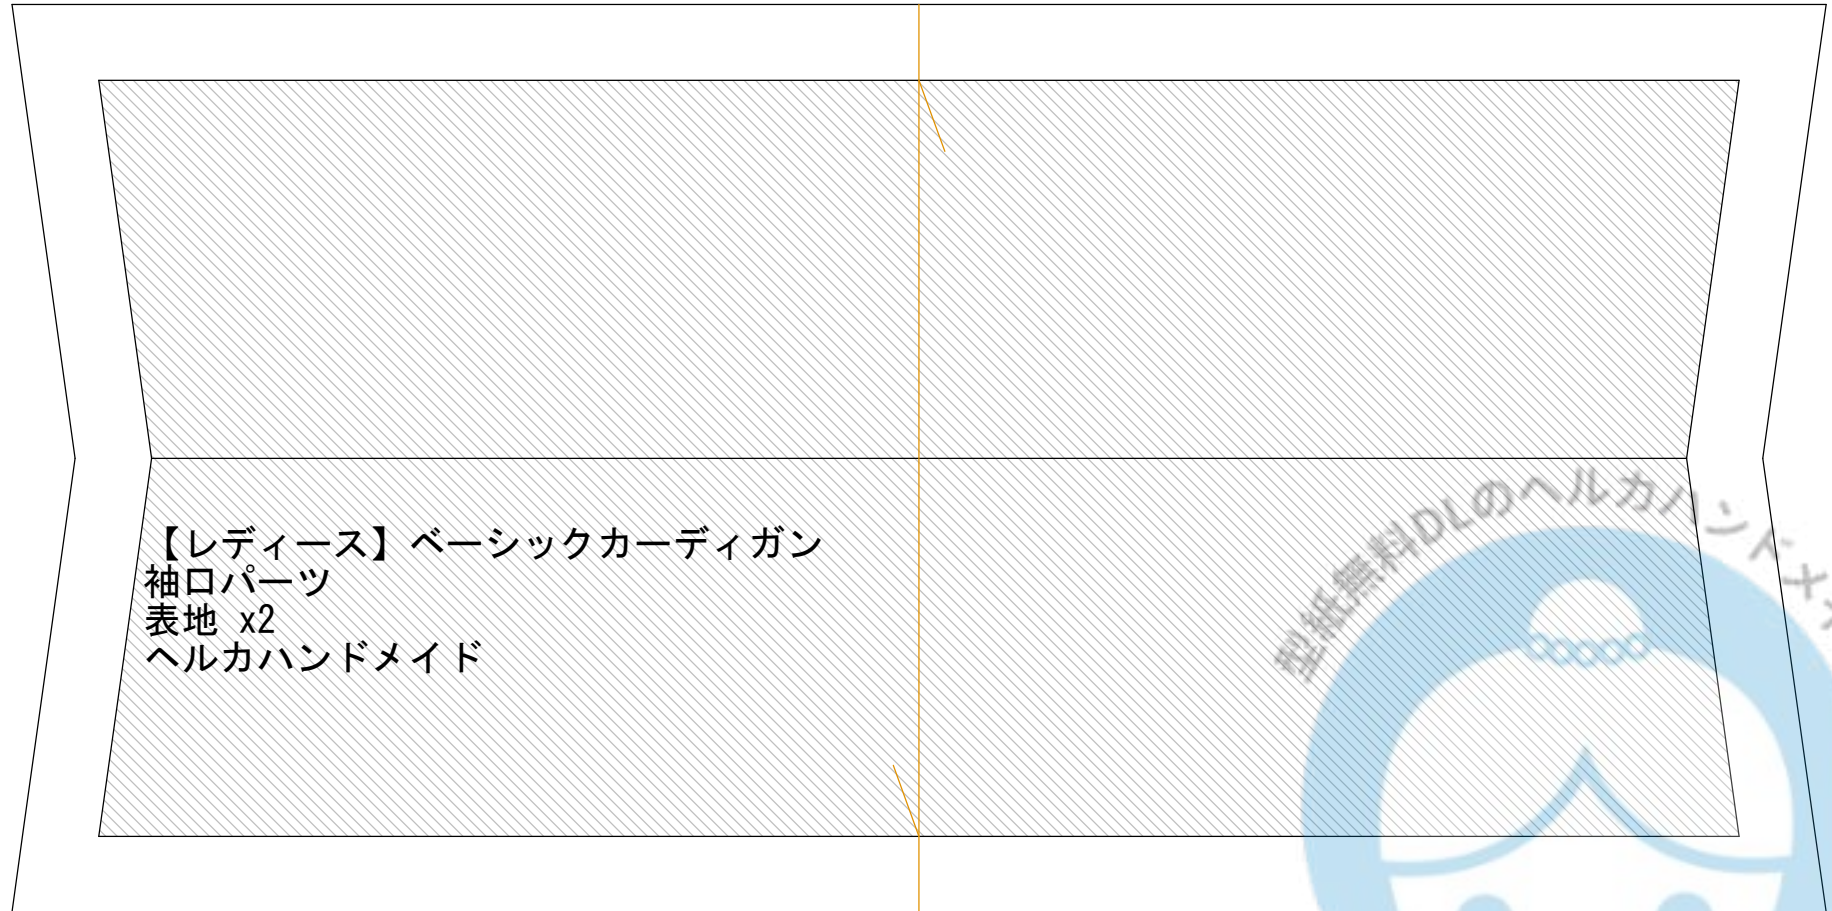 【レディース】ベーシックカーディガン
袖口パーツ
表地 x2
ヘルカハンドメイド
型紙無料DLのヘルカハンドメ